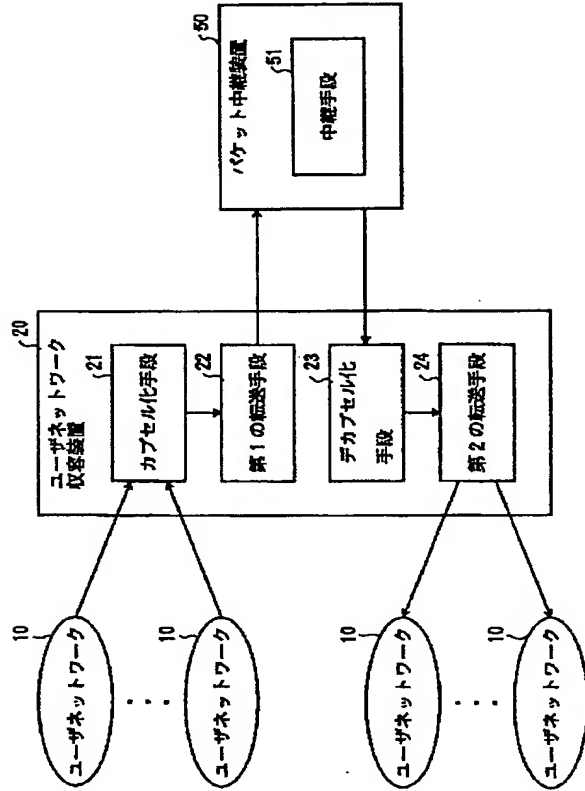 10
ユーザネットワーク
10
ユーザネットワーク
10
ユーザネットワーク
10
ユーザネットワーク
20
ユーザネットワーク
収容装置
21
カプセル化手段
22
第1の転送手段
23
デカプセル化
手段
24
第2の転送手段
50
パケット中継装置
51
中継手段